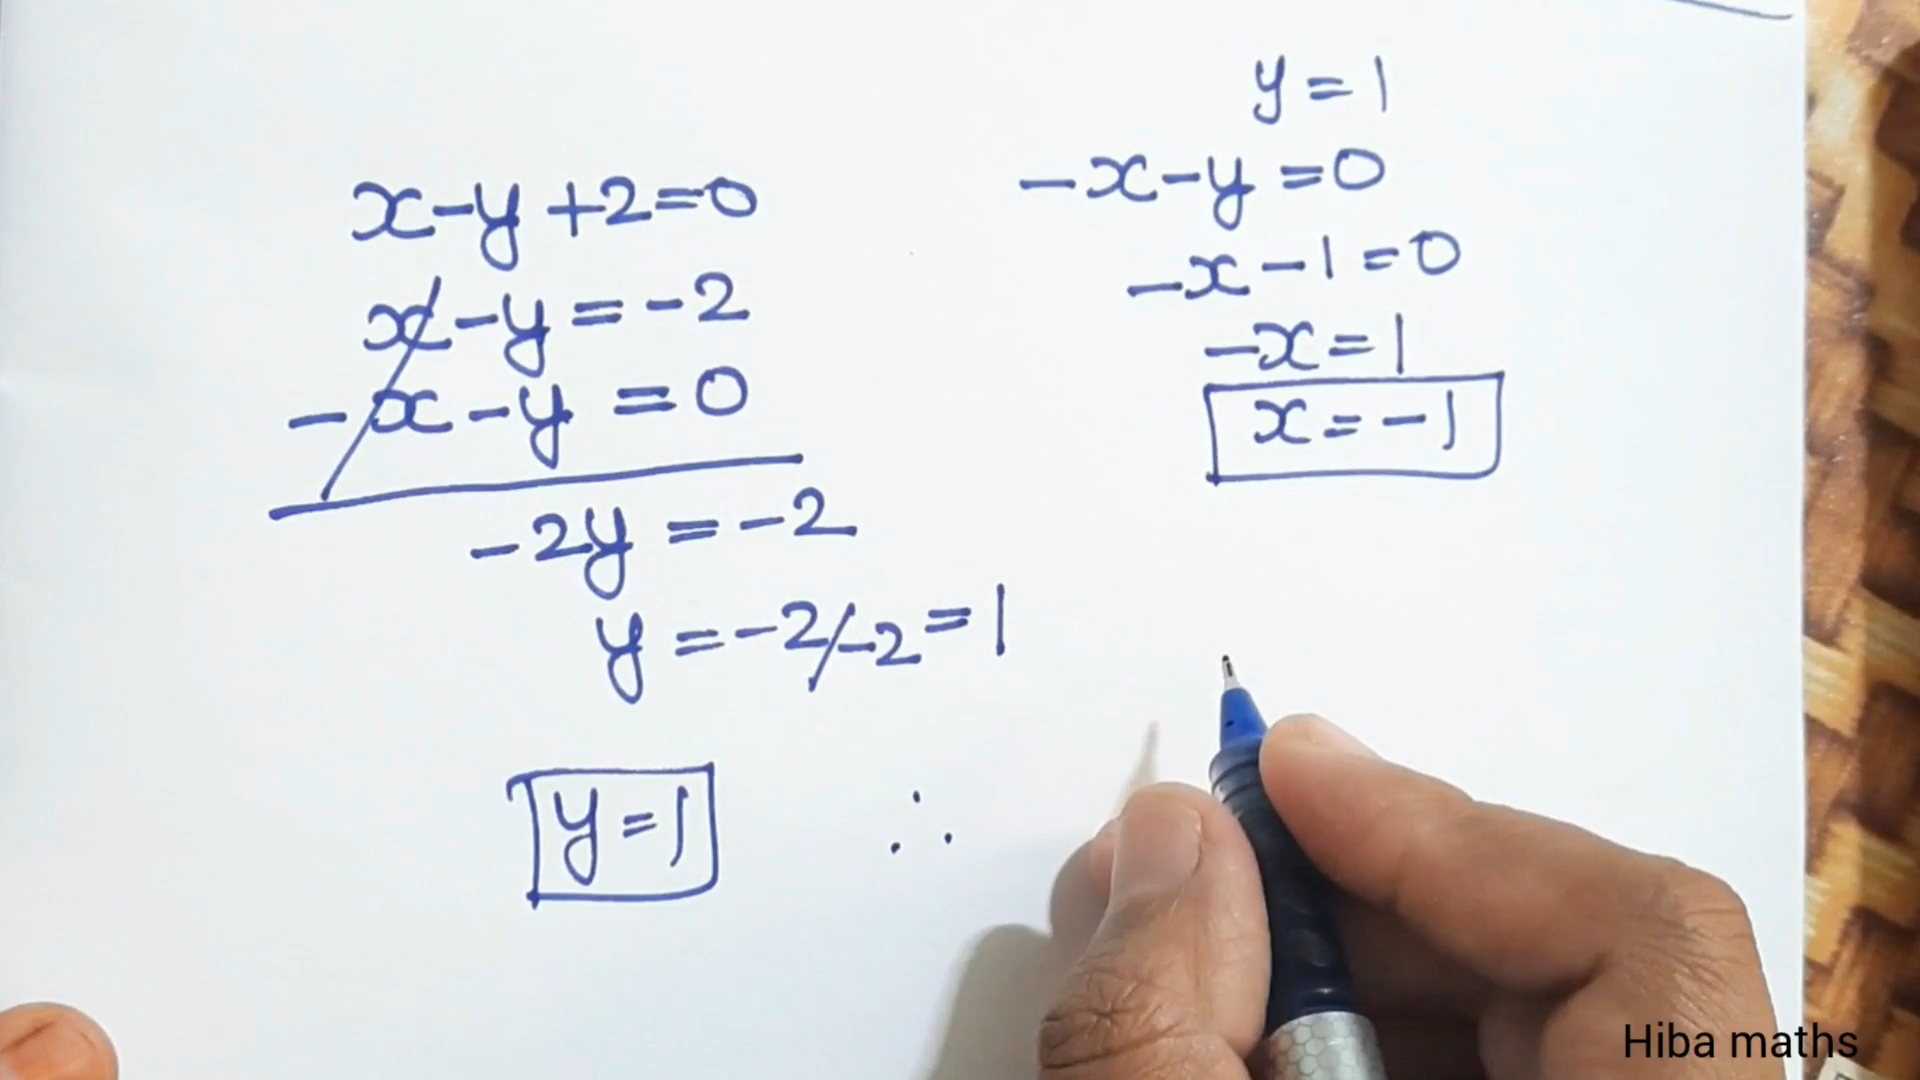 x-y+2=0
x-y=-2
-x-y=0
-2y=-2
y=-2/-2=1
y=1
y=1
-x-y=0
-x-1=0
-x=1
x=-1
∴
Hiba maths